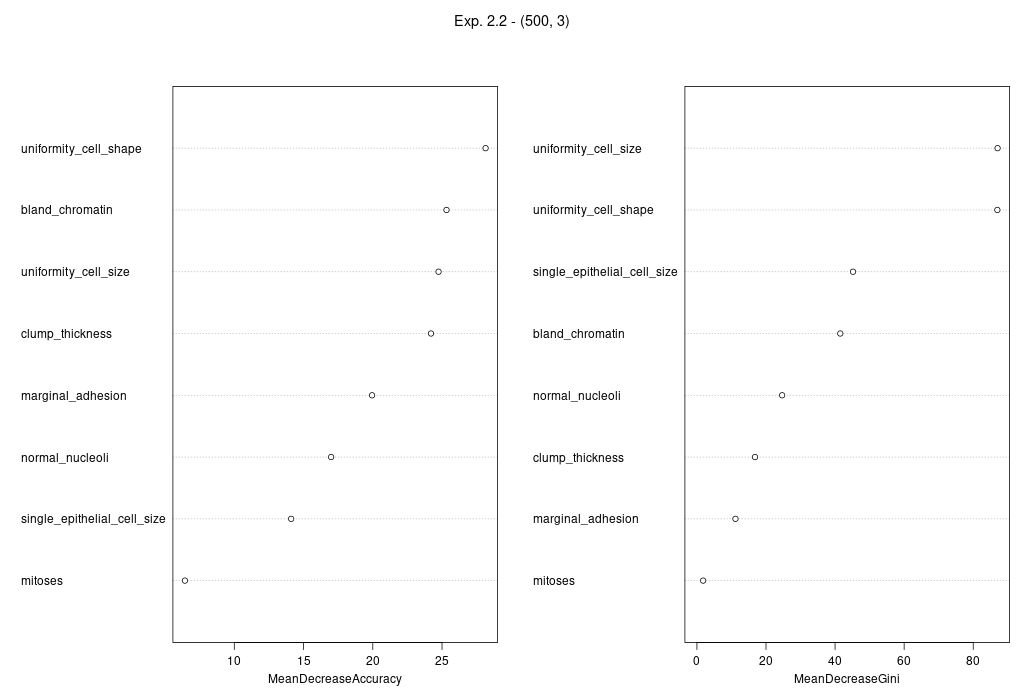 Exp. 2.2 - (500, 3)
uniformity_cell_shape
bland_chromatin
uniformity_cell_size
clump_thickness
marginal_adhesion
normal_nucleoli
single_epithelial_cell_size
mitoses
10 15 20 25
MeanDecreaseAccuracy
uniformity_cell_size
uniformity_cell_shape
single_epithelial_cell_size
bland_chromatin
normal_nucleoli
clump_thickness
marginal_adhesion
mitoses
0 20 40 60 80
MeanDecreaseGini